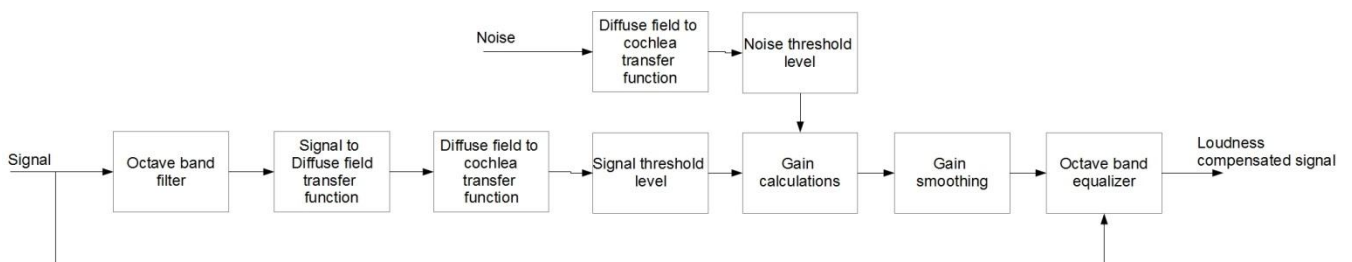 Noise
Diffuse field to
cochlea
transfer
function
Noise threshold
level
Signal
Octave band
filter
Signal to
Diffuse field
transfer
function
Diffuse field to
cochlea
transfer
function
Signal threshold
level
Gain
calculations
Gain
smoothing
Octave band
equalizer
Loudness
compensated signal